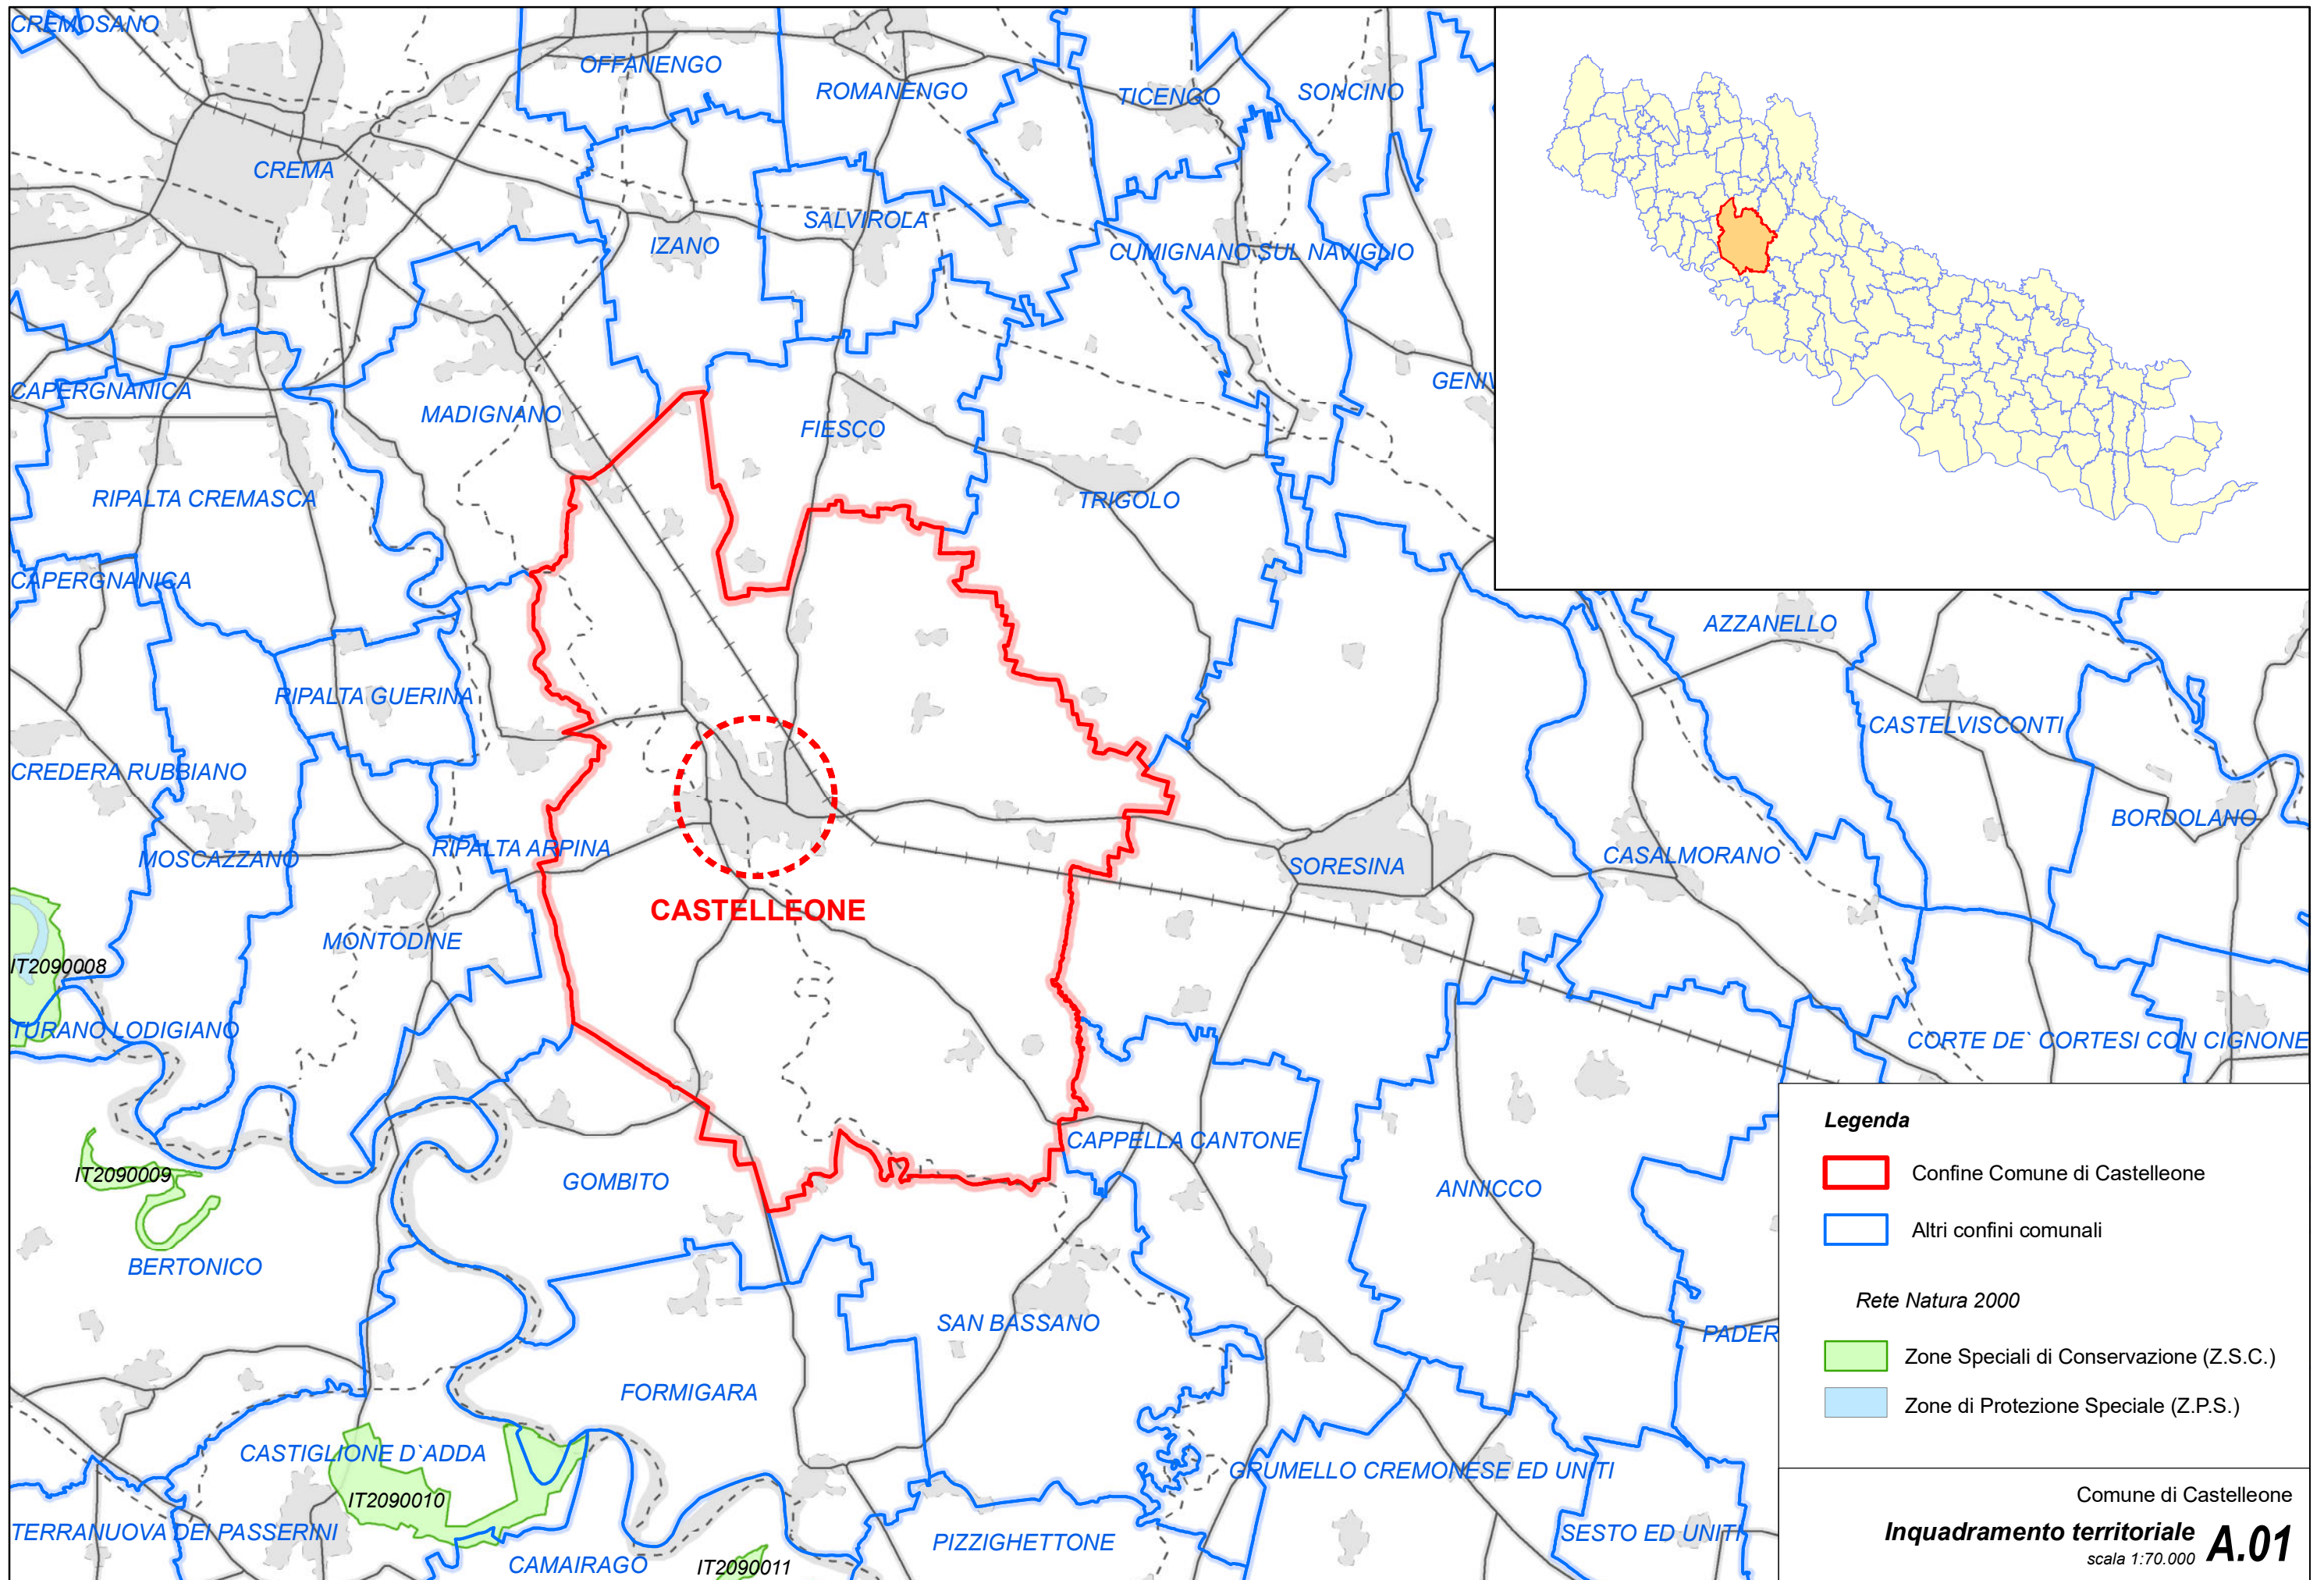 CREMOSANO
OFFANENGO
ROMANENGO
TICENGO
SONCINO
CREMA
SALVIROLA
IZANO
CUMIGNANO SUL NAVIGLIO
GENIV
CAPERGNANICA
MADIGNANO
FIESCO
RIPALTA CREMASCA
TRIGOLO
CAPERGNANICA
AZZANELLO
RIPALTA GUERINA
CASTELVISCONTI
CREDERA RUBBIANO
BORDOLANO
MOSCAZZANO
RIPALTA ARPINA
SORESINA
CASALMORANO
CASTELLEONE
MONTODINE
IT2090008
TURANO LODIGIANO
CORTE DE` CORTESI CON CIGNONE
CAPPELLA CANTONE
IT2090009
GOMBITO
ANNICCO
BERTONICO
SAN BASSANO
PADER
FORMIGARA
CASTIGLIONE D`ADDA
GRUMELLO CREMONESE ED UNITI
IT2090010
TERRANUOVA DEI PASSERINI
PIZZIGHETTONE
SESTO ED UNITI
CAMAIRAGO
IT2090011
Legenda
Confine Comune di Castelleone
Altri confini comunali
Rete Natura 2000
Zone Speciali di Conservazione (Z.S.C.)
Zone di Protezione Speciale (Z.P.S.)
Comune di Castelleone
Inquadramento territoriale A.01
scala 1:70.000